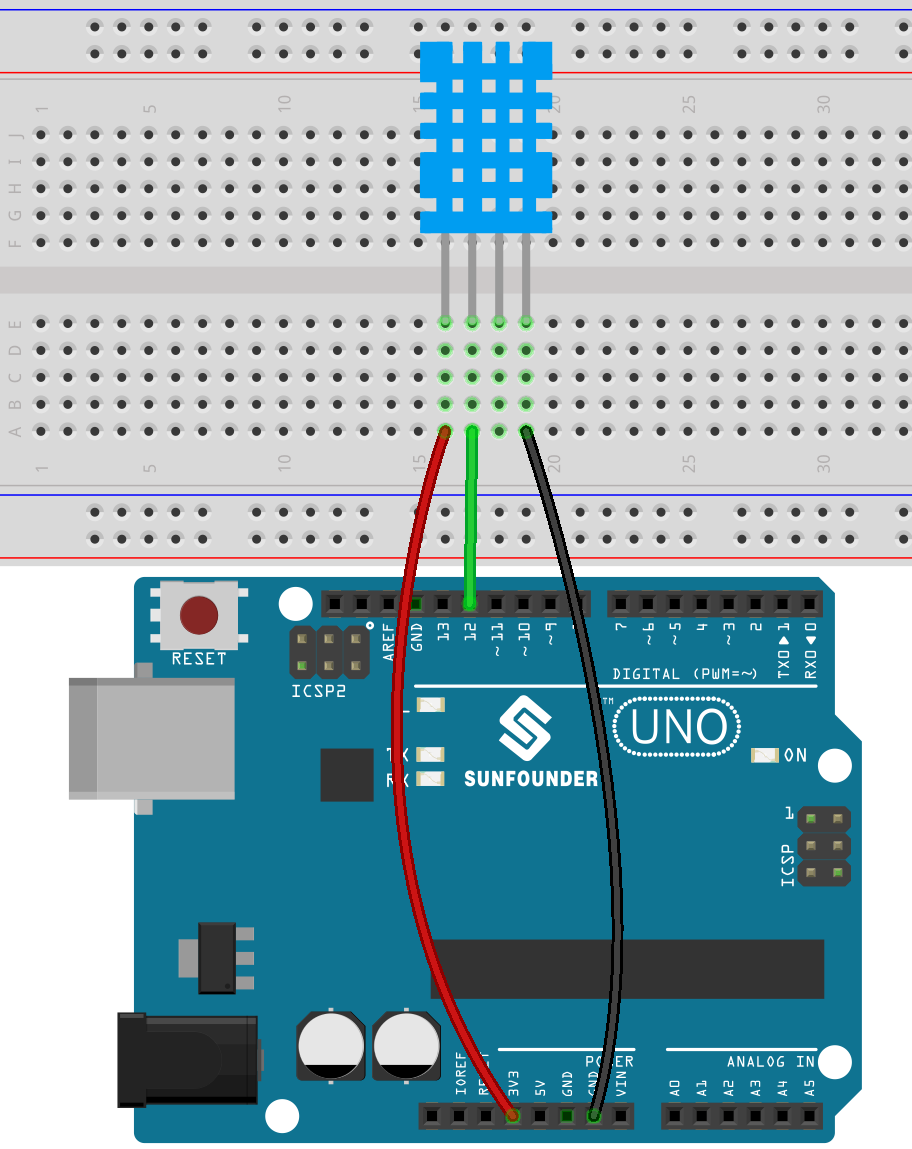 1 5 10 15 20 25 30
J
I
H
G
F
E
D
C
B
A
1 5 10 15 20 25 30
RESET
ICSP2
AREF GND 13 12 ~11 ~10 ~9 7 ~6 ~5 4 ~3 2 TX0▶1 RX0◀0
DIGITAL (PWM=~)
L
TX
RX
SUNFOUNDER
TM
UNO
ON
1
ICSP
POWER
ANALOG IN
IOREF RESET 3V3 5V GND GND VIN A0 A1 A2 A3 A4 A5